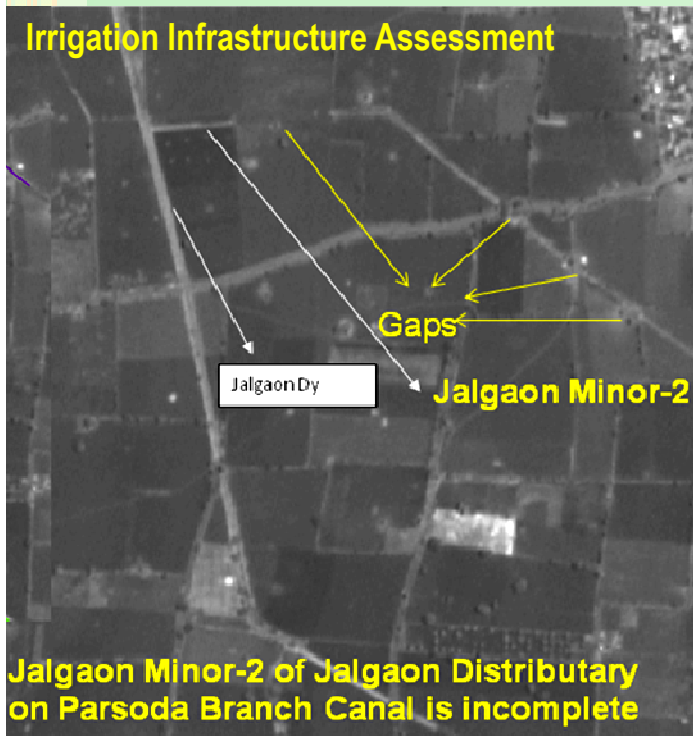 Irrigation Infrastructure Assessment
Gaps
Jalgaon Dy
Jalgaon Minor-2
Jalgaon Minor-2 of Jalgaon Distributary
on Parsoda Branch Canal is incomplete